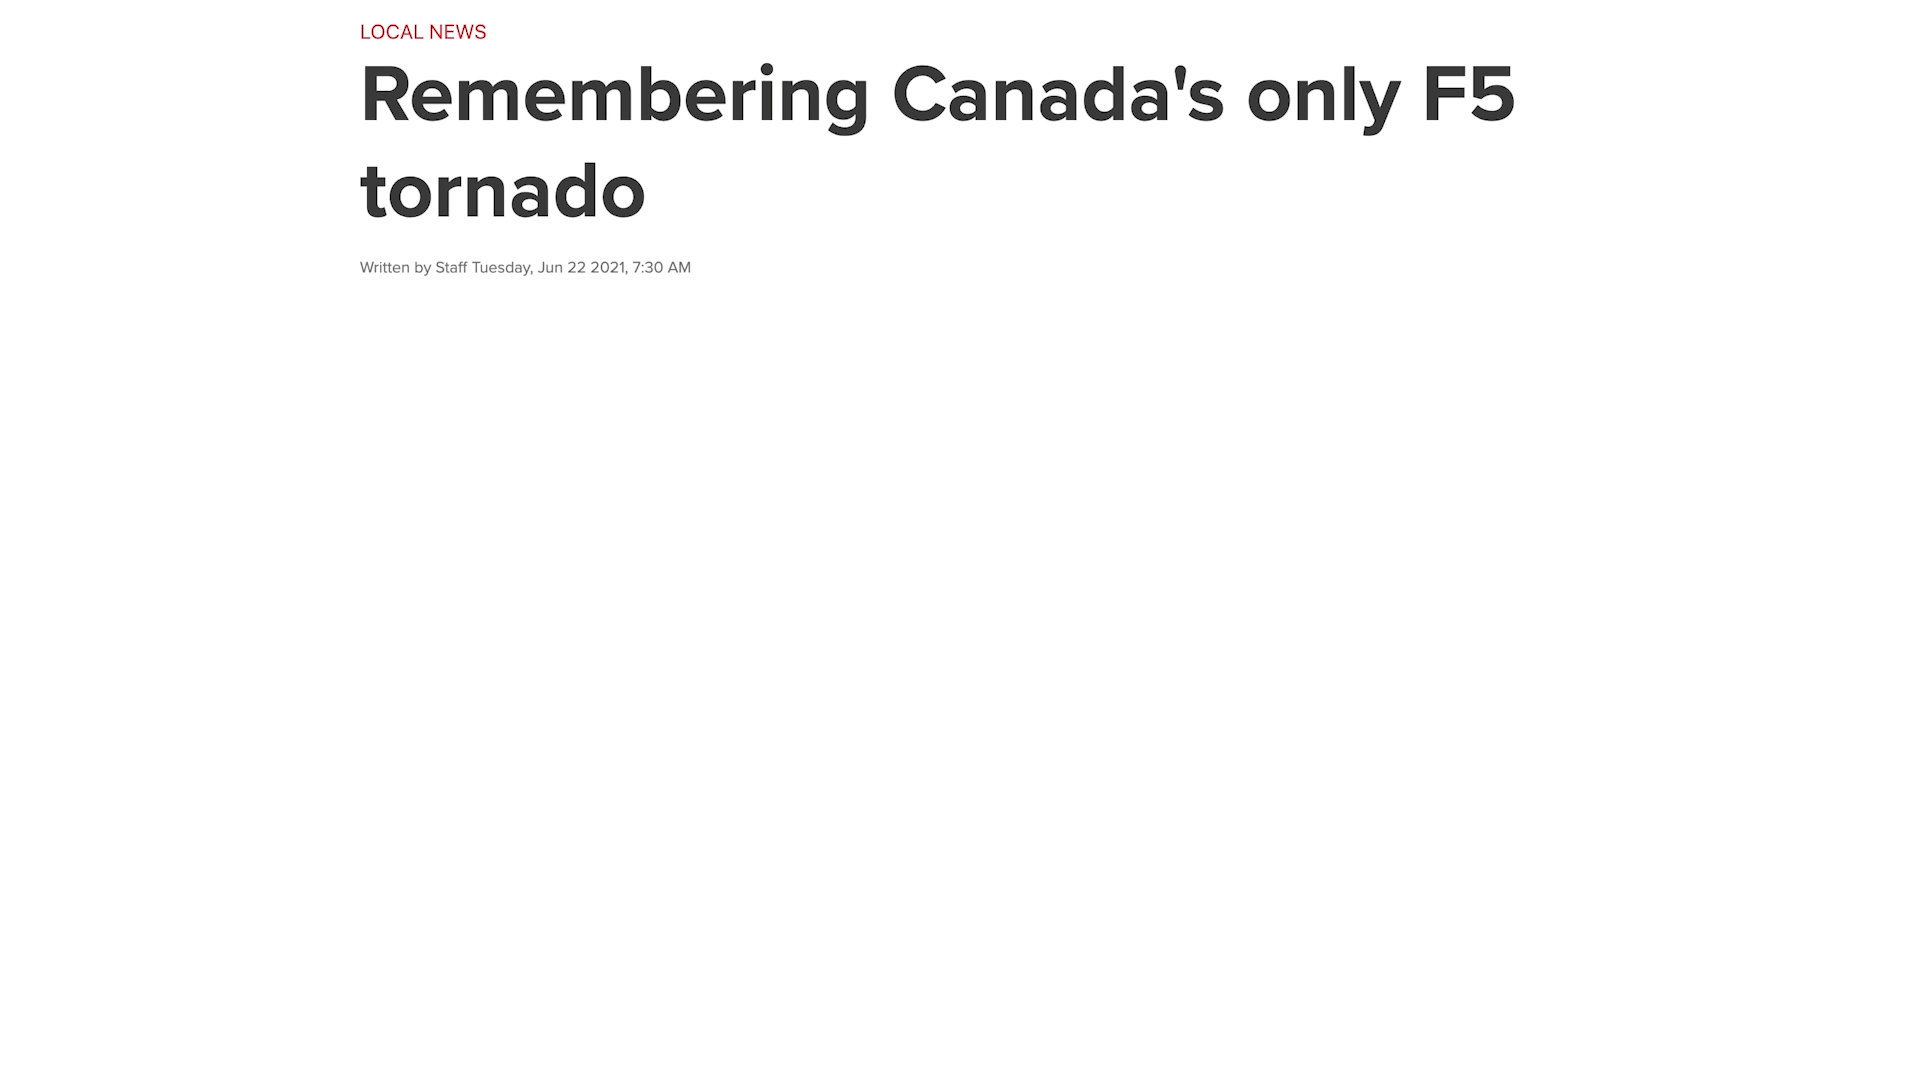 LOCAL NEWS
Remembering Canada's only F5
tornado
Written by Staff Tuesday, Jun 22 2021, 7:30 AM